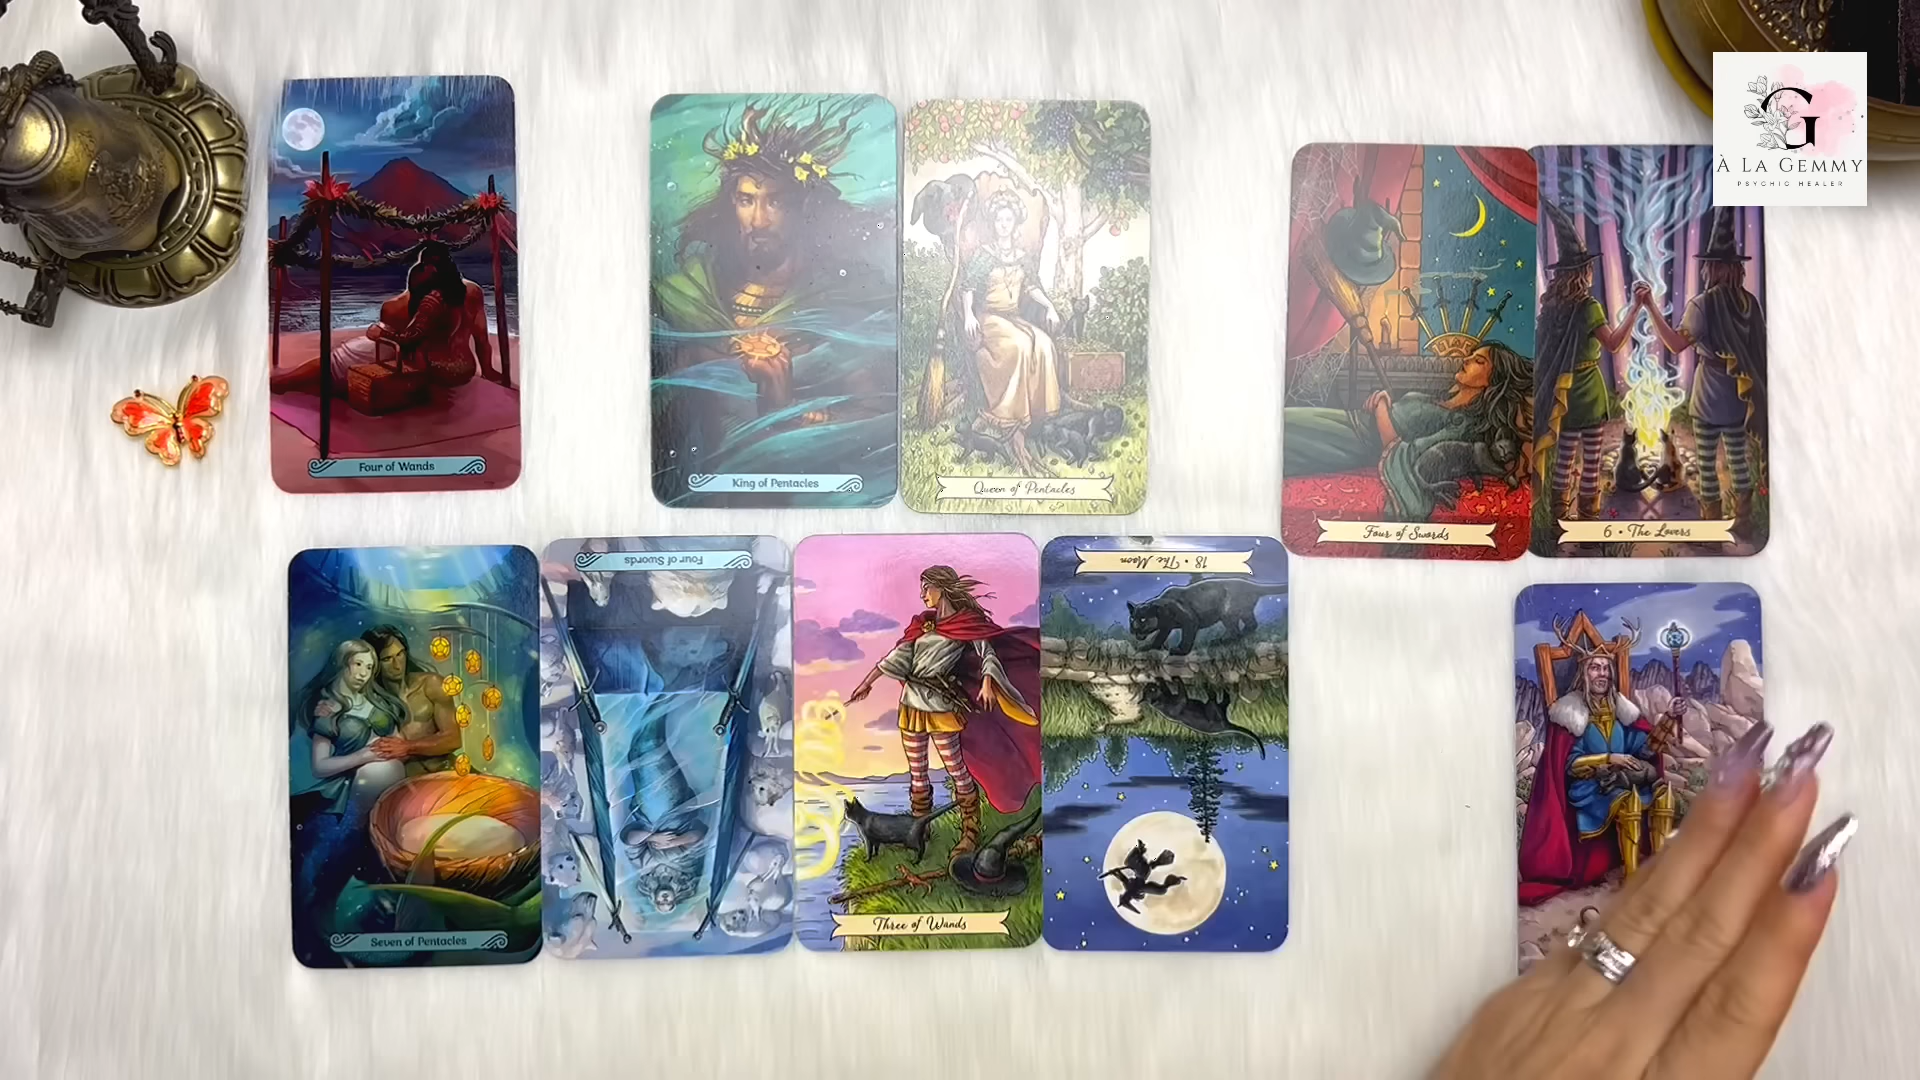 G
À LA GEMMY
PSYCHIC HEALER
Four of Wands
King of Pentacles
Queen of Pentacles
Four of Swords
6 • The Lovers
Seven of Pentacles
Four of Swords
Three of Wands
18 • The Moon